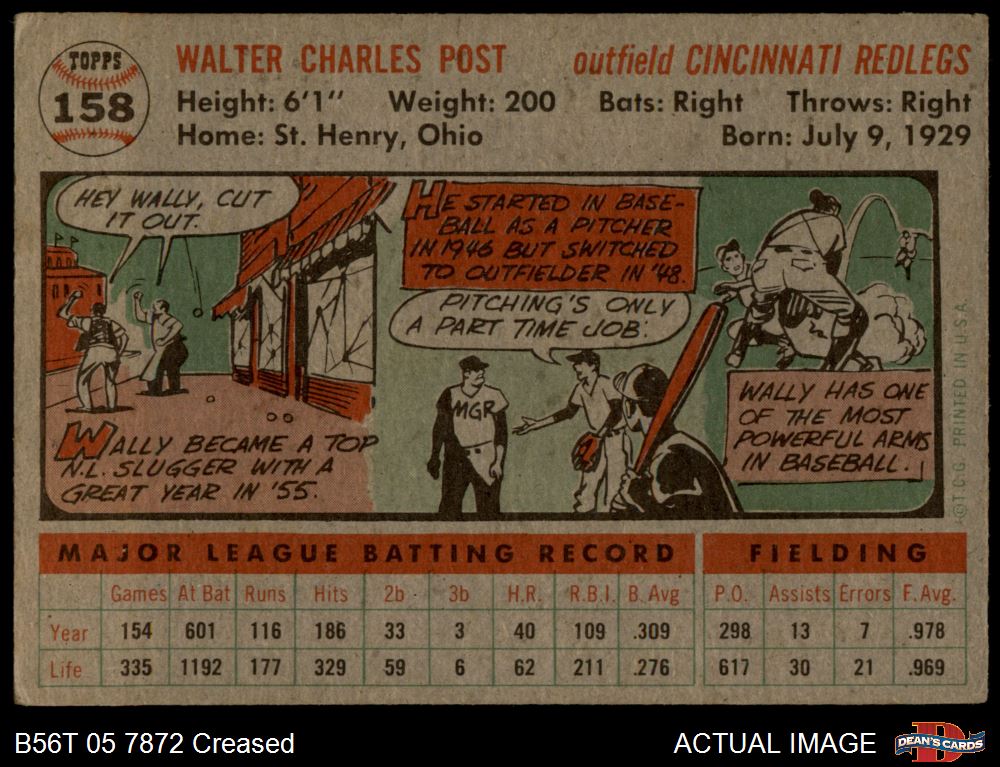 TOPPS
158
WALTER CHARLES POST
outfield CINCINNATI REDLEGS
Height: 6'1" Weight: 200 Bats: Right Throws: Right
Home: St. Henry, Ohio Born: July 9, 1929
HEY WALLY, CUT
IT OUT.
WALLY BECAME A TOP
N.L. SLUGGER WITH A
GREAT YEAR IN '55.
HE STARTED IN BASE-
BALL AS A PITCHER
IN 1946 BUT SWITCHED
TO OUTFIELDER IN '48.
PITCHING'S ONLY
A PART TIME JOB.
MGR
WALLY HAS ONE
OF THE MOST
POWERFUL ARMS
IN BASEBALL.
©T.C.G. PRINTED IN U.S.A.
MAJOR LEAGUE BATTING RECORD FIELDING
Games At Bat Runs Hits 2b 3b H.R. R.B.I. B. Avg P.O. Assists Errors F. Avg.
Year 154 601 116 186 33 3 40 109 .309 298 13 7 .978
Life 335 1192 177 329 59 6 62 211 .276 617 30 21 .969
B56T 05 7872 Creased
ACTUAL IMAGE
D
DEAN'S CARDS